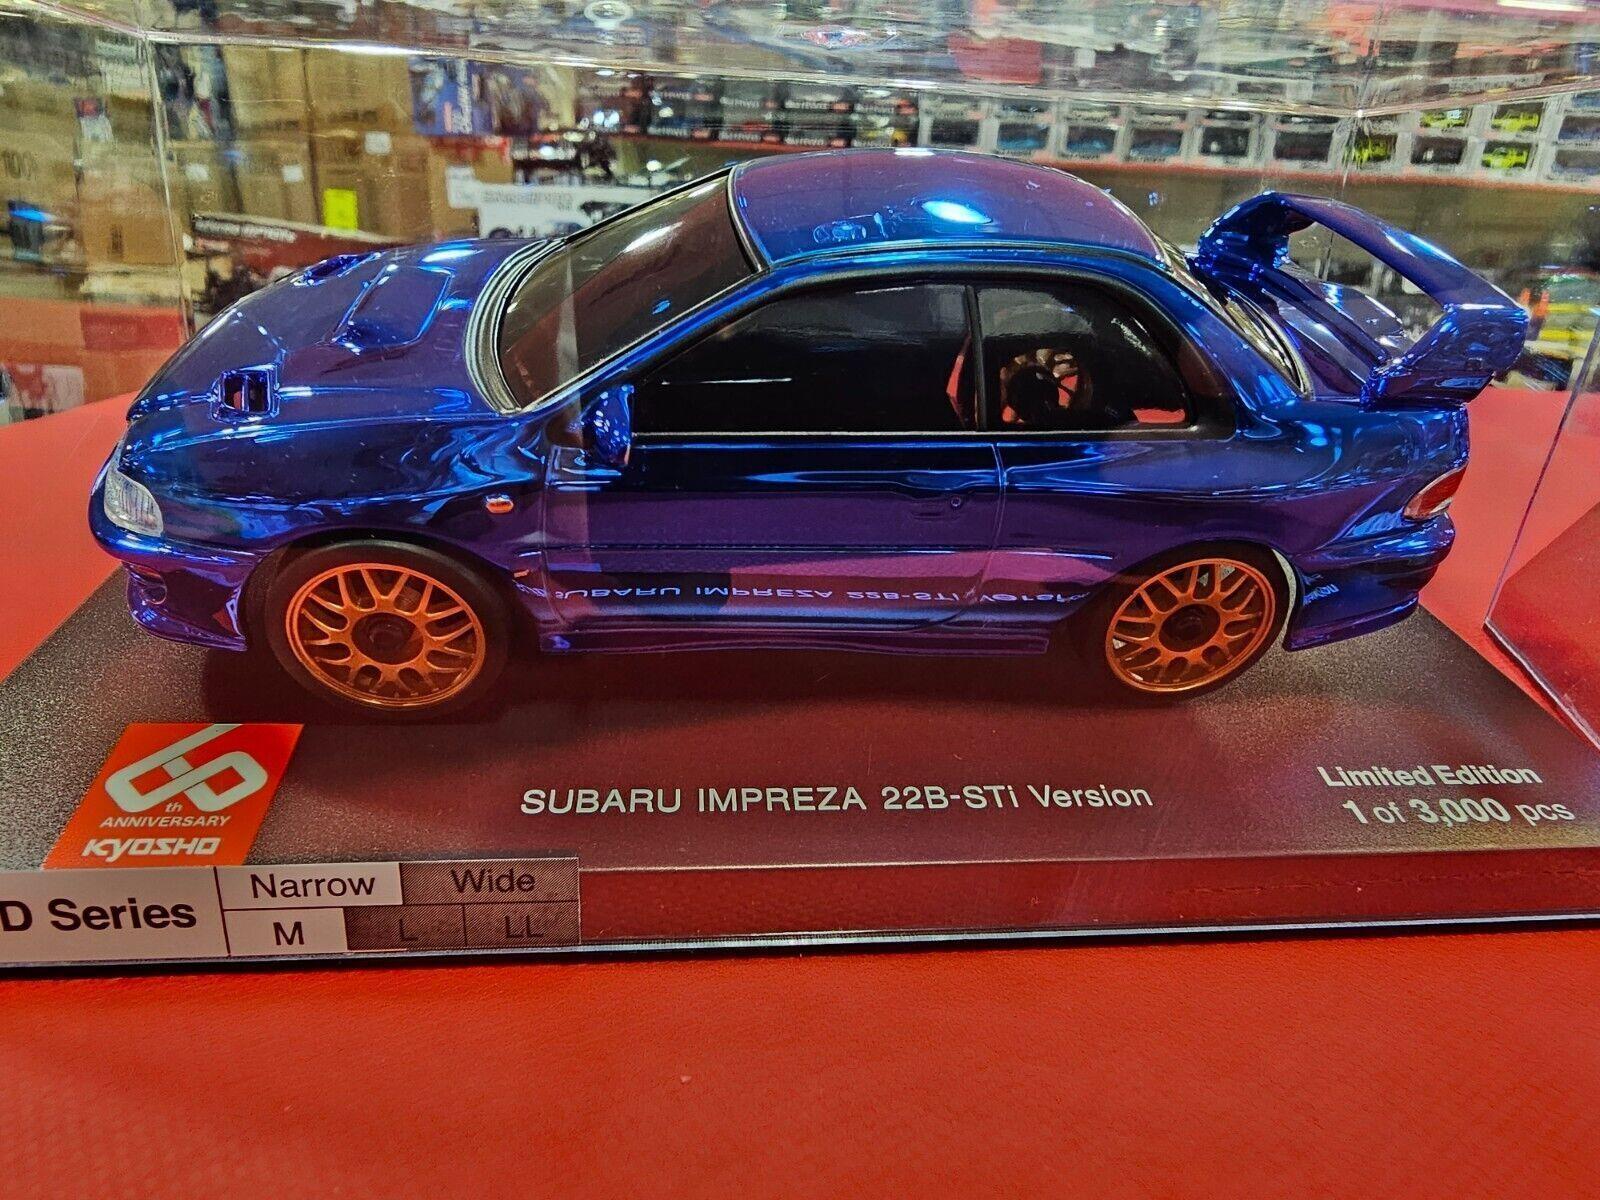 SUBARU IMPREZA 22B-STi Version
Limited Edition
1 of 3,000 pcs
60
th
ANNIVERSARY
KYOSHO
D Series
Narrow
Wide
M
L
LL